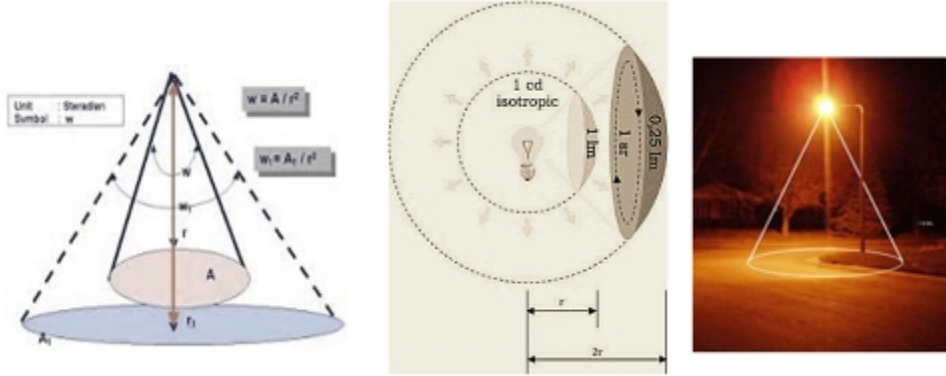 Unit : Steradian
Symbol : w
w = A / r²
w₁ = A₁ / r²
w
w₁
r
A
r₁
A₁
1 cd
isotropic
1 lm
1 sr
0,25 lm
r
2r